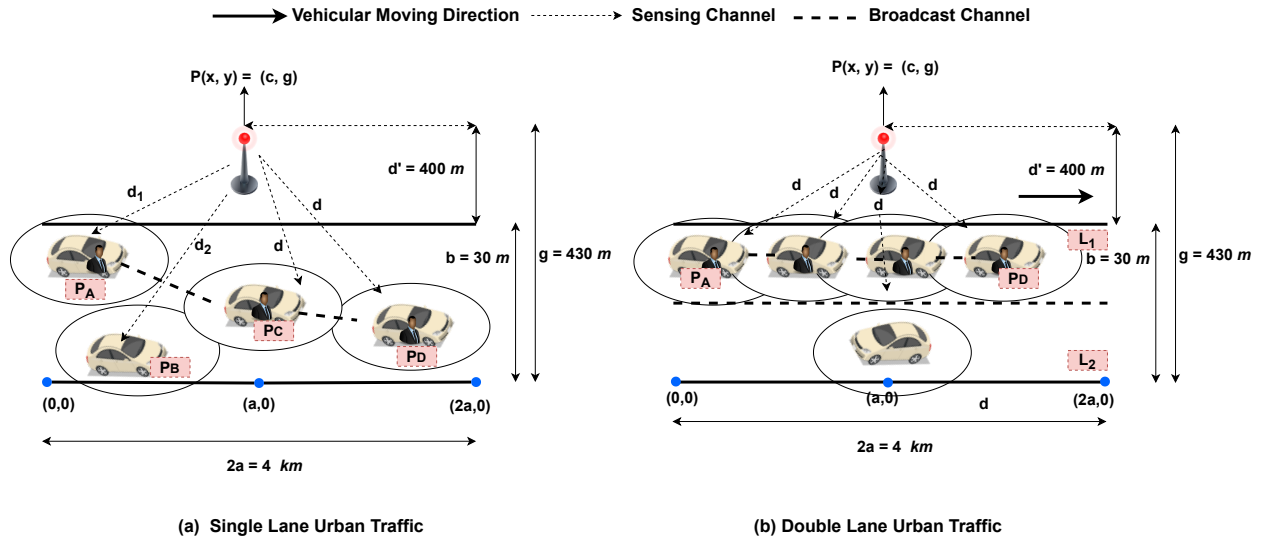 Vehicular Moving Direction Sensing Channel Broadcast Channel
P(x, y) = (c, g)
d' = 400 m
d1
d
d2
d
b = 30 m
g = 430 m
PA
PC
PD
PB
(0,0) (a,0) (2a,0)
2a = 4 km
(a) Single Lane Urban Traffic
P(x, y) = (c, g)
d' = 400 m
d
d
d
d
L1
b = 30 m
g = 430 m
PA
PD
L2
(0,0) (a,0) (2a,0)
d
2a = 4 km
(b) Double Lane Urban Traffic